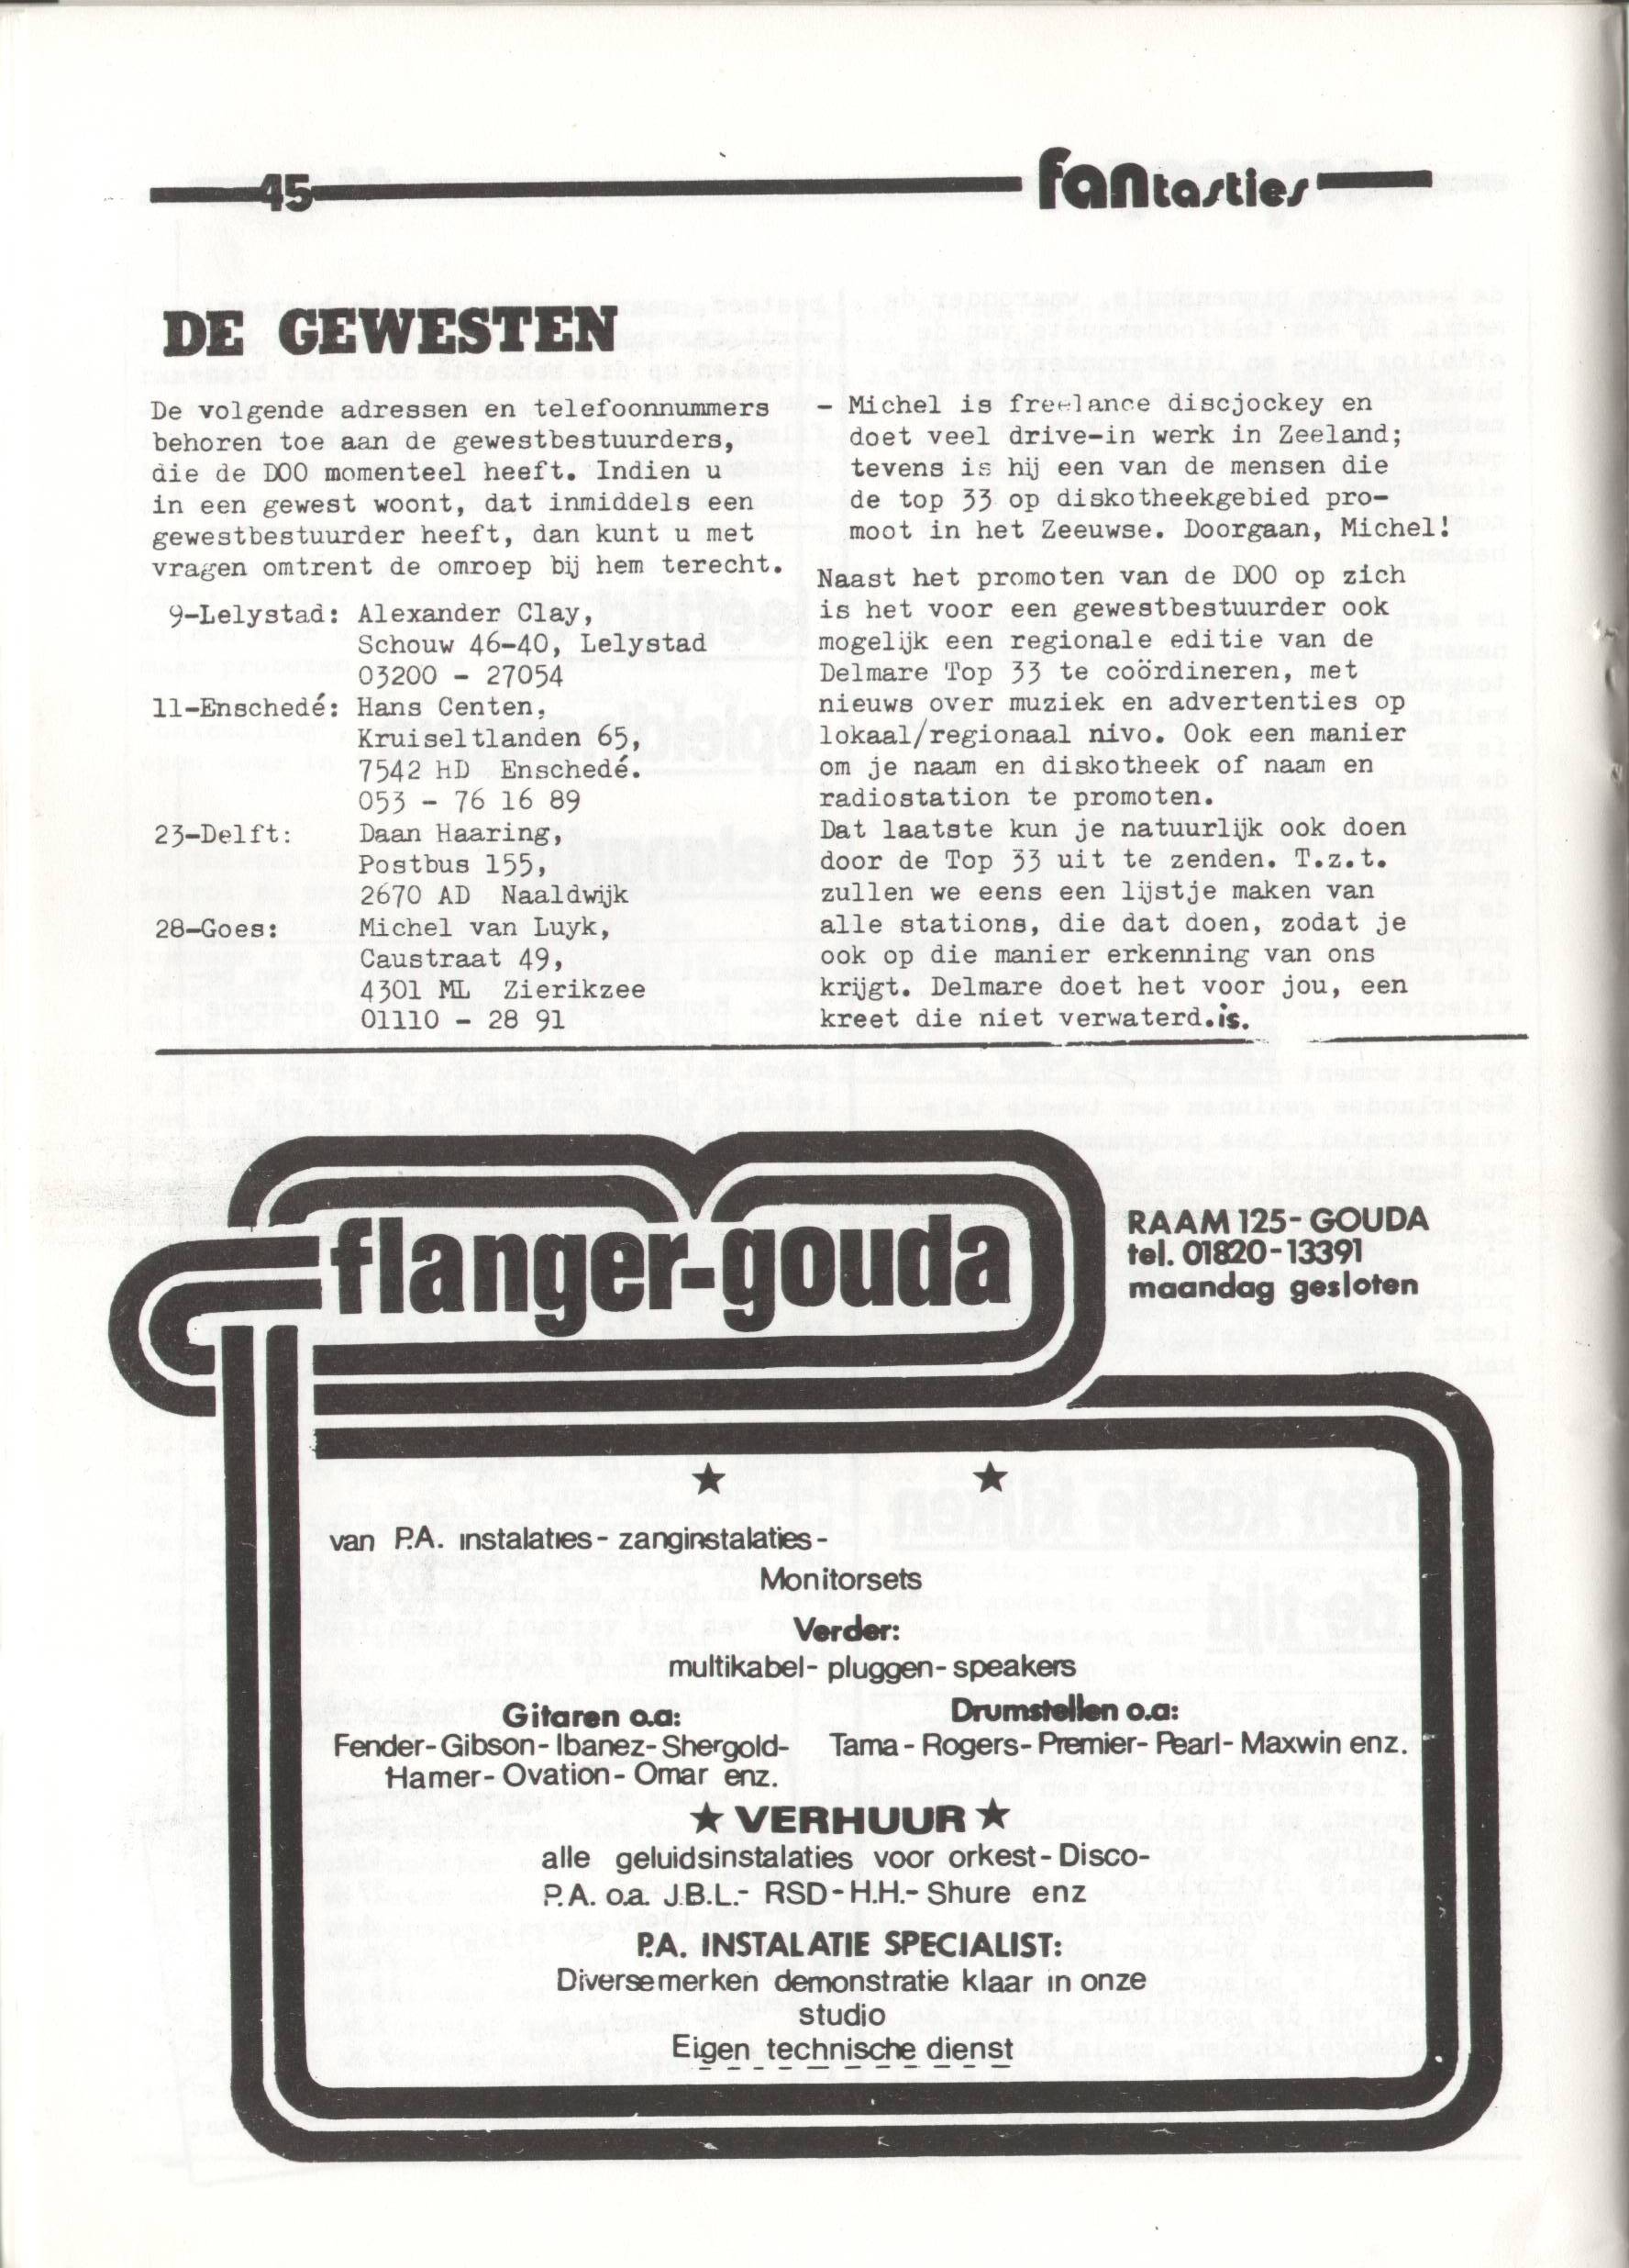 45
fantasties
DE GEWESTEN
De volgende adressen en telefoonnummers
behoren toe aan de gewestbestuurders,
die de DOO momenteel heeft. Indien u
in een gewest woont, dat inmiddels een
gewestbestuurder heeft, dan kunt u met
vragen omtrent de omroep bij hem terecht.
9-Lelystad: Alexander Clay,
Schouw 46-40, Lelystad
03200 - 27054
11-Enschedé: Hans Centen,
Kruiseltlanden 65,
7542 HD Enschedé.
053 - 76 16 89
23-Delft: Daan Haaring,
Postbus 155,
2670 AD Naaldwijk
28-Goes: Michel van Luyk,
Caustraat 49,
4301 ML Zierikzee
01110 - 28 91
- Michel is freelance discjockey en
doet veel drive-in werk in Zeeland;
tevens is hij een van de mensen die
de top 33 op diskotheekgebied pro-
moot in het Zeeuwse. Doorgaan, Michel!
Naast het promoten van de DOO op zich
is het voor een gewestbestuurder ook
mogelijk een regionale editie van de
Delmare Top 33 te coördineren, met
nieuws over muziek en advertenties op
lokaal/regionaal nivo. Ook een manier
om je naam en diskotheek of naam en
radiostation te promoten.
Dat laatste kun je natuurlijk ook doen
door de Top 33 uit te zenden. T.z.t.
zullen we eens een lijstje maken van
alle stations, die dat doen, zodat je
ook op die manier erkenning van ons
krijgt. Delmare doet het voor jou, een
kreet die niet verwaterd.is.
flanger-gouda
RAAM 125- GOUDA
tel. 01820-13391
maandag gesloten
★ ★
van P.A. instalaties - zanginstalaties -
Monitorsets
Verder:
multikabel- pluggen- speakers
Gitaren o.a:
Fender- Gibson- Ibanez- Shergold-
Hamer- Ovation- Omar enz.
Drumstellen o.a:
Tama - Rogers- Premier- Pearl- Maxwin enz.
★ VERHUUR ★
alle geluidsinstalaties voor orkest- Disco-
P.A. o.a. J.B.L.- RSD- H.H.- Shure enz
P.A. INSTALATIE SPECIALIST:
Diverse merken demonstratie klaar in onze
studio
Eigen technische dienst